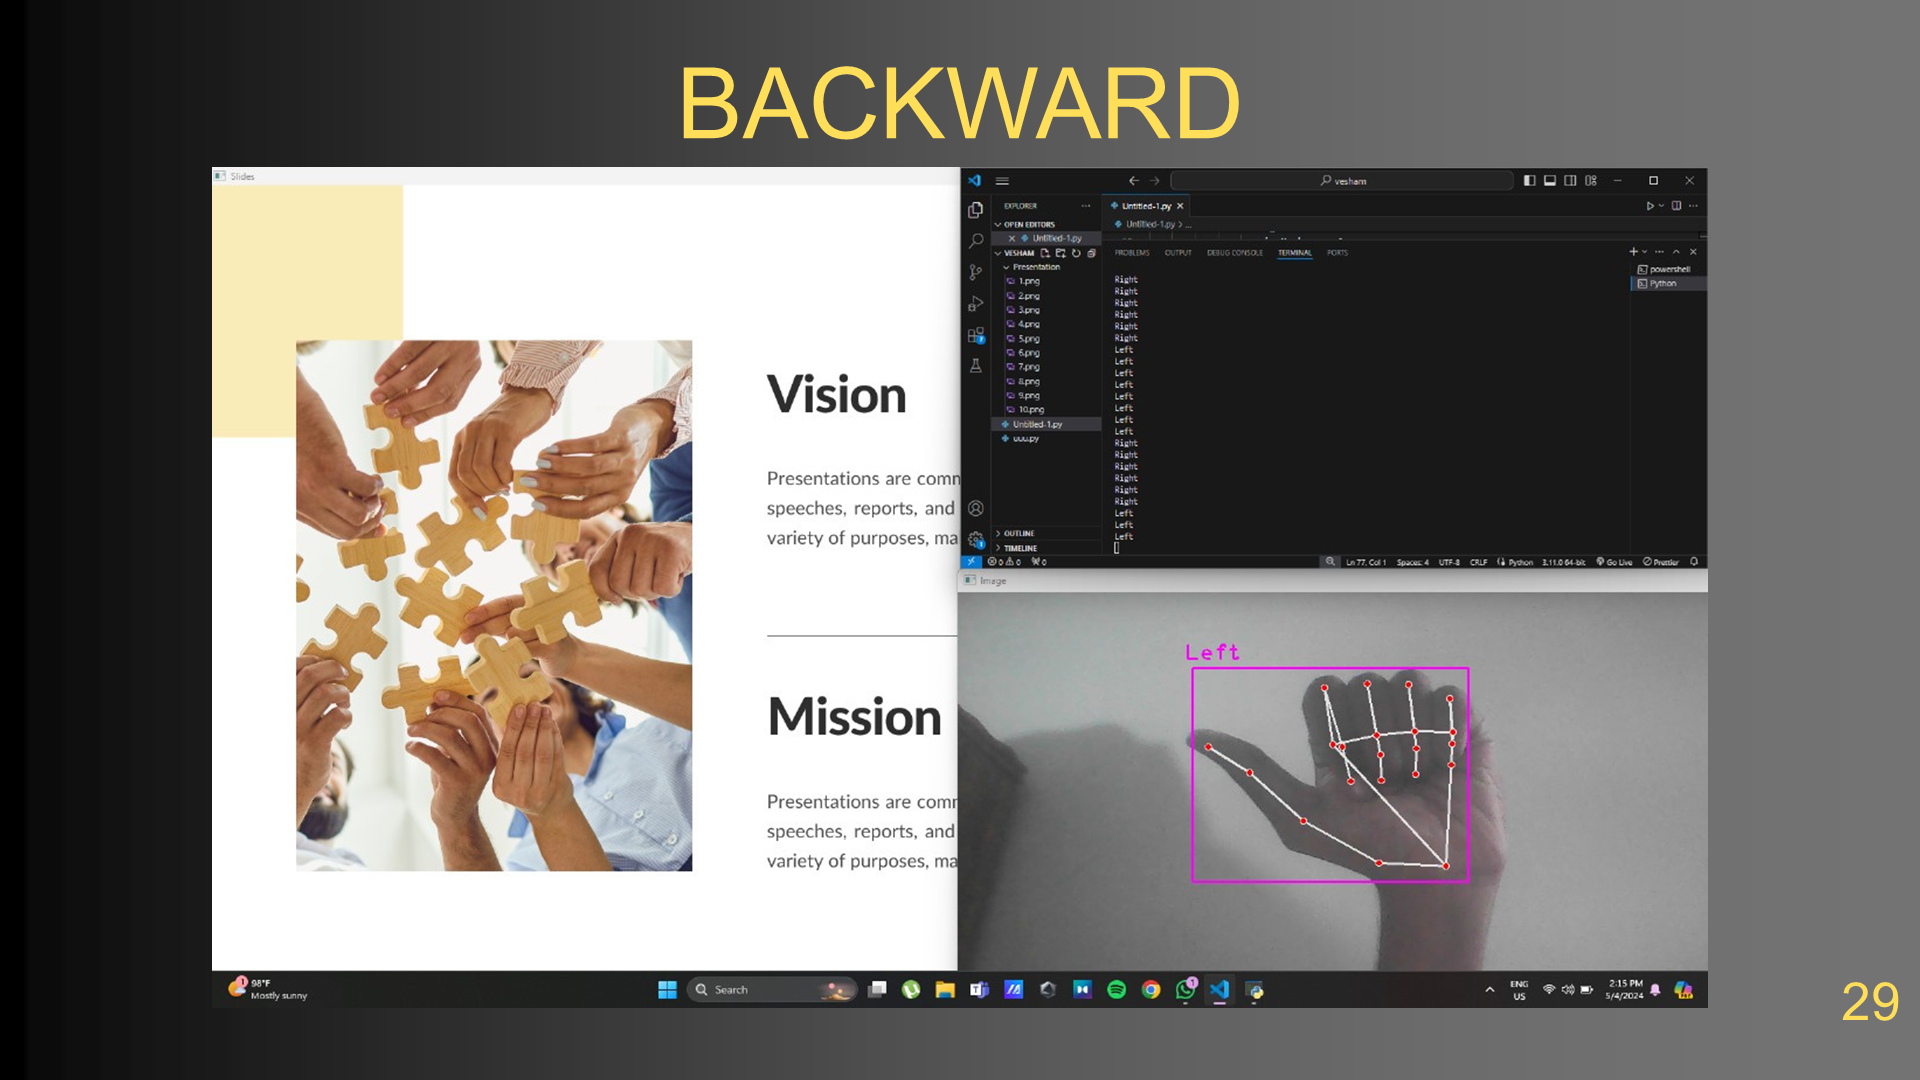 BACKWARD
Slides
Vision
Presentations are comm
speeches, reports, and
variety of purposes, ma
Mission
Presentations are comm
speeches, reports, and
variety of purposes, ma
vesham
EXPLORER
OPEN EDITORS
Untitled-1.py
VESHAM
Presentation
1.png
2.png
3.png
4.png
5.png
6.png
7.png
8.png
9.png
10.png
Untitled-1.py
uuu.py
OUTLINE
TIMELINE
Untitled-1.py
Untitled-1.py > ...
PROBLEMS OUTPUT DEBUG CONSOLE TERMINAL PORTS
Right
Right
Right
Right
Right
Right
Left
Left
Left
Left
Left
Left
Left
Left
Right
Right
Right
Right
Right
Right
Left
Left
Left
powershell
Python
0 0 0 Ln 77, Col 1 Spaces: 4 UTF-8 CRLF Python 3.11.0 64-bit Go Live Prettier
Image
Left
98°F
Mostly sunny
Search
ENG
US
2:15 PM
5/4/2024
29